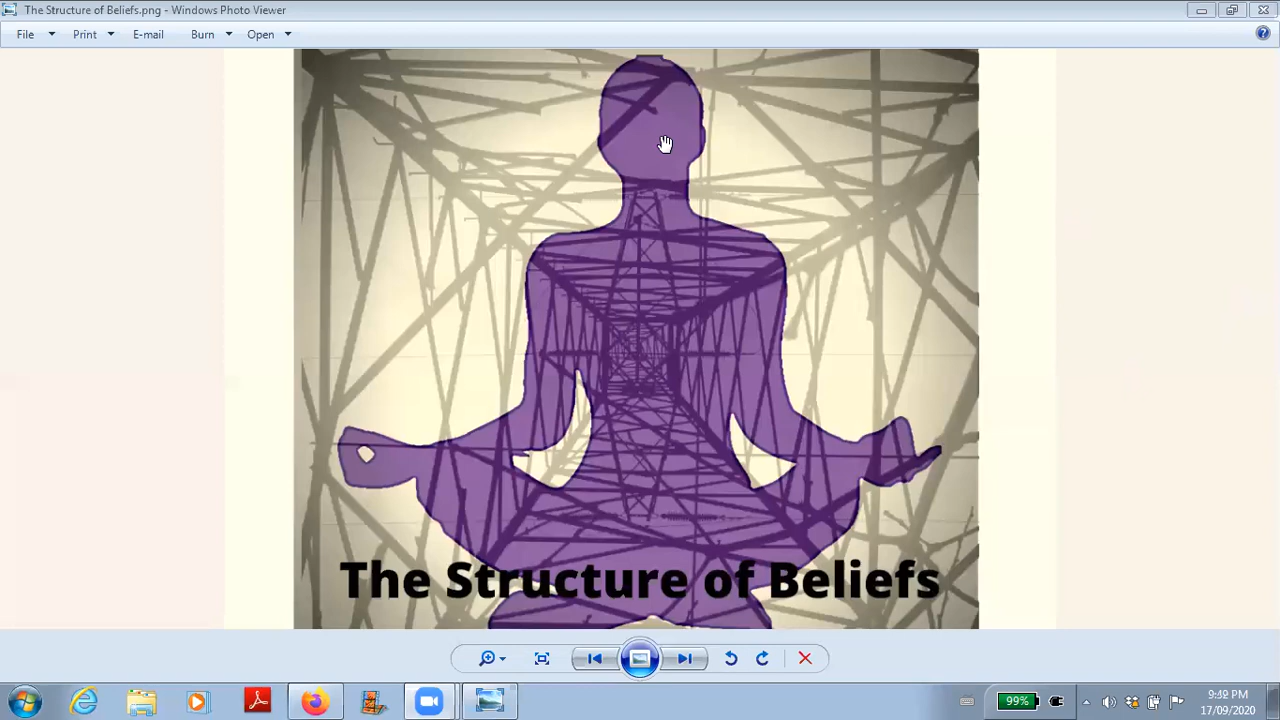 The Structure of Beliefs.png - Windows Photo Viewer
File Print E-mail Burn Open
The Structure of Beliefs
99%
9:42 PM
17/09/2020